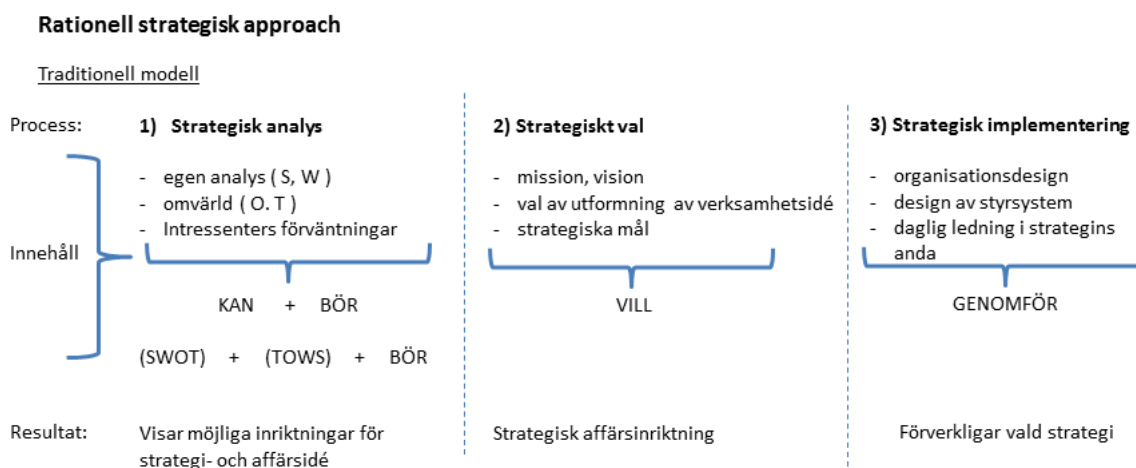 Rationell strategisk approach
Traditionell modell
Process:
1) Strategisk analys
2) Strategiskt val
3) Strategisk implementering
Innehåll
- egen analys ( S, W )
- omvärld ( O. T )
- Intressenters förväntningar
KAN + BÖR
(SWOT) + (TOWS) + BÖR
- mission, vision
- val av utformning av verksamhetsidé
- strategiska mål
VILL
- organisationsdesign
- design av styrsystem
- daglig ledning i strategins
anda
GENOMFÖR
Resultat:
Visar möjliga inriktningar för
strategi- och affärsidé
Strategisk affärsinriktning
Förverkligar vald strategi